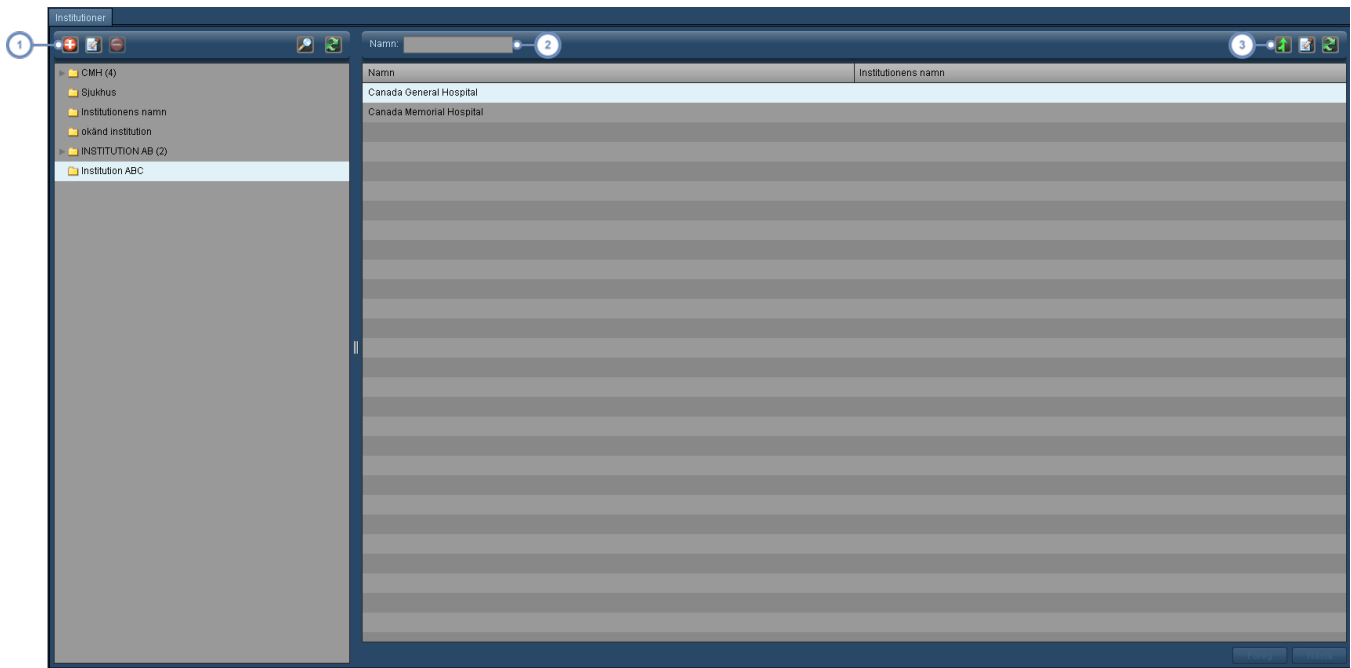 Institutioner
1
Namn:
2
3
CMH (4)
Sjukhus
Institutionens namn
okänd institution
INSTITUTION AB (2)
Institution ABC
Namn
Institutionens namn
Canada General Hospital
Canada Memorial Hospital